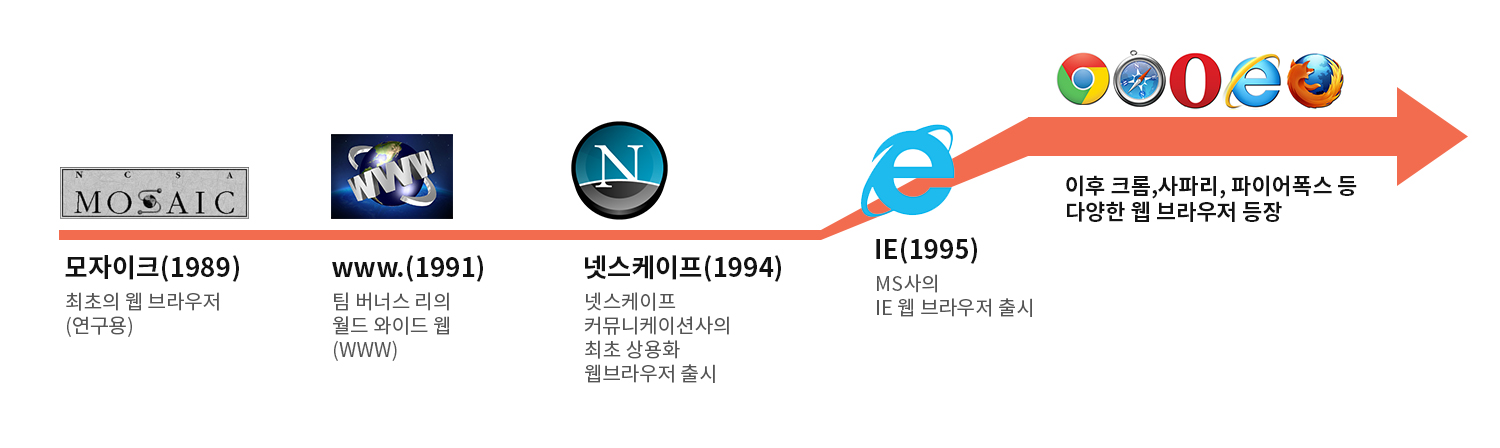 NCSA
MOSAIC
모자이크(1989)
최초의 웹 브라우저
(연구용)
WWW
www.(1991)
팀 버너스 리의
월드 와이드 웹
(WWW)
N
넷스케이프(1994)
넷스케이프
커뮤니케이션사의
최초 상용화
웹브라우저 출시
IE(1995)
MS사의
IE 웹 브라우저 출시
이후 크롬,사파리, 파이어폭스 등
다양한 웹 브라우저 등장